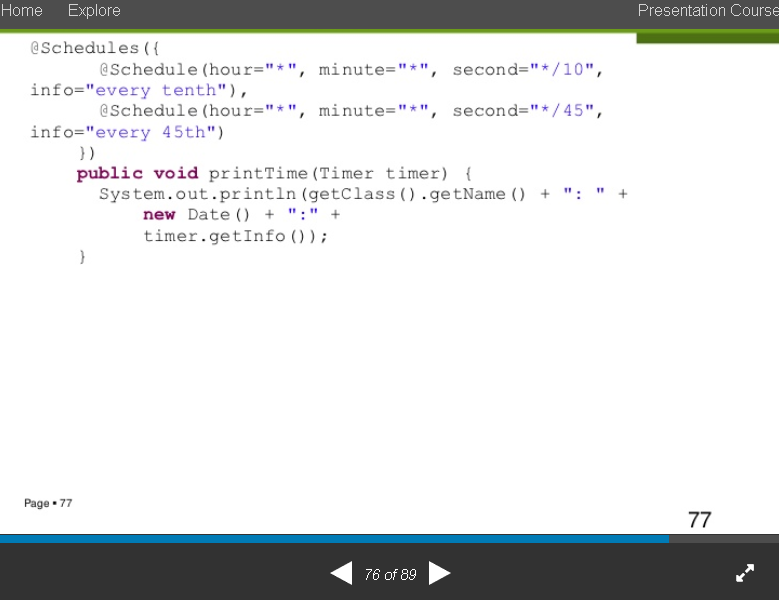 Home Explore Presentation Course
@Schedules({
@Schedule(hour="*", minute="*", second="*/10",
info="every tenth"),
@Schedule(hour="*", minute="*", second="*/45",
info="every 45th")
})
public void printTime(Timer timer) {
System.out.println(getClass().getName() + ": " +
new Date() + ":" +
timer.getInfo());
}
Page • 77
77
76 of 89